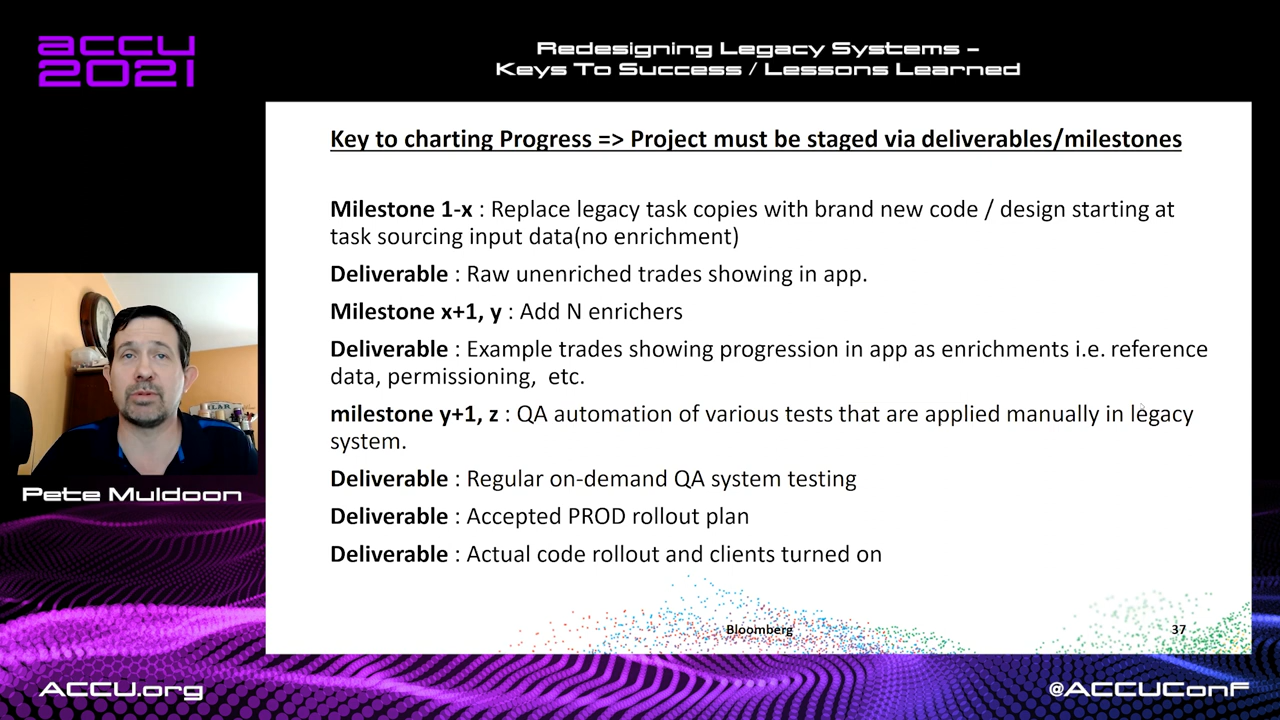 accu
2021
Redesigning Legacy Systems –
Keys To Success / Lessons Learned
Key to charting Progress => Project must be staged via deliverables/milestones
Milestone 1-x : Replace legacy task copies with brand new code / design starting at
task sourcing input data(no enrichment)
Deliverable : Raw unenriched trades showing in app.
Milestone x+1, y : Add N enrichers
Deliverable : Example trades showing progression in app as enrichments i.e. reference
data, permissioning, etc.
milestone y+1, z : QA automation of various tests that are applied manually in legacy
system.
Deliverable : Regular on-demand QA system testing
Deliverable : Accepted PROD rollout plan
Deliverable : Actual code rollout and clients turned on
Bloomberg
37
Pete Muldoon
ACCU.org
@ACCUConf